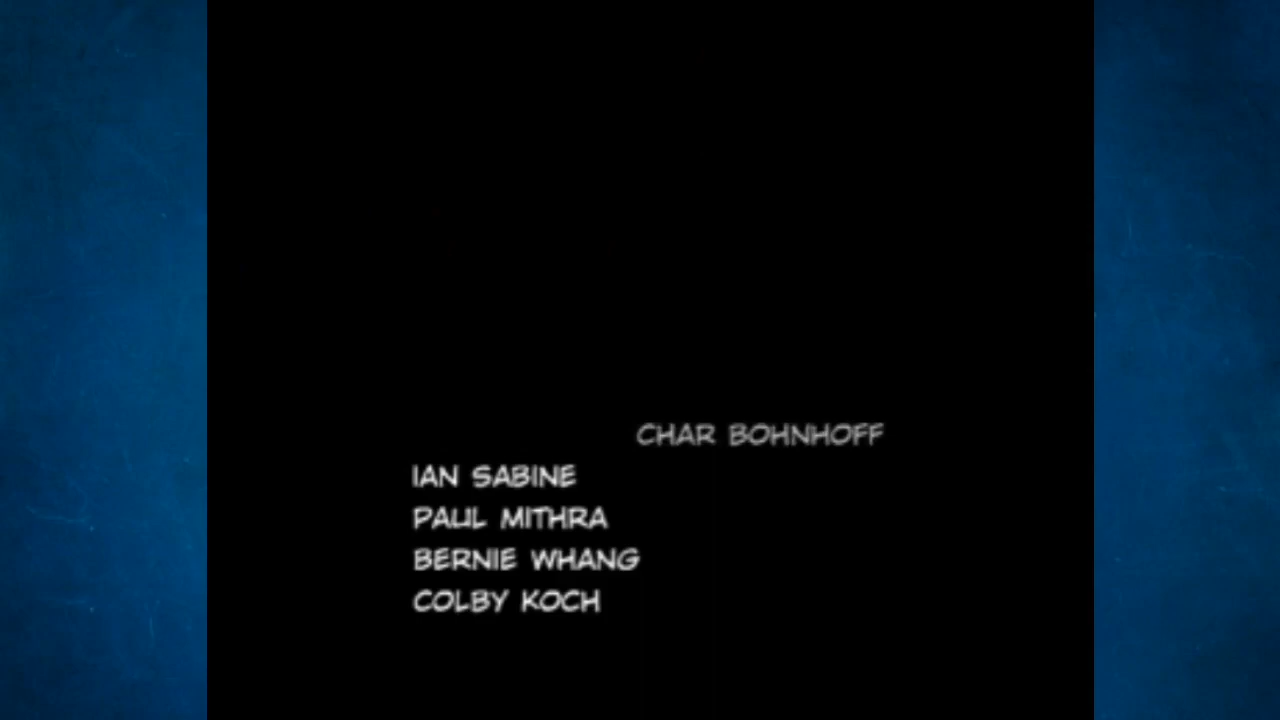 CHAR BOHNHOFF
IAN SABINE
PAUL MITHRA
BERNIE WHANG
COLBY KOCH